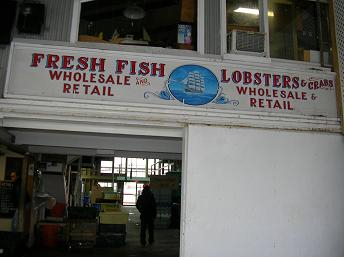 FRESH FISH
WHOLESALE AND
RETAIL
LOBSTERS & CRABS
WHOLESALE &
RETAIL